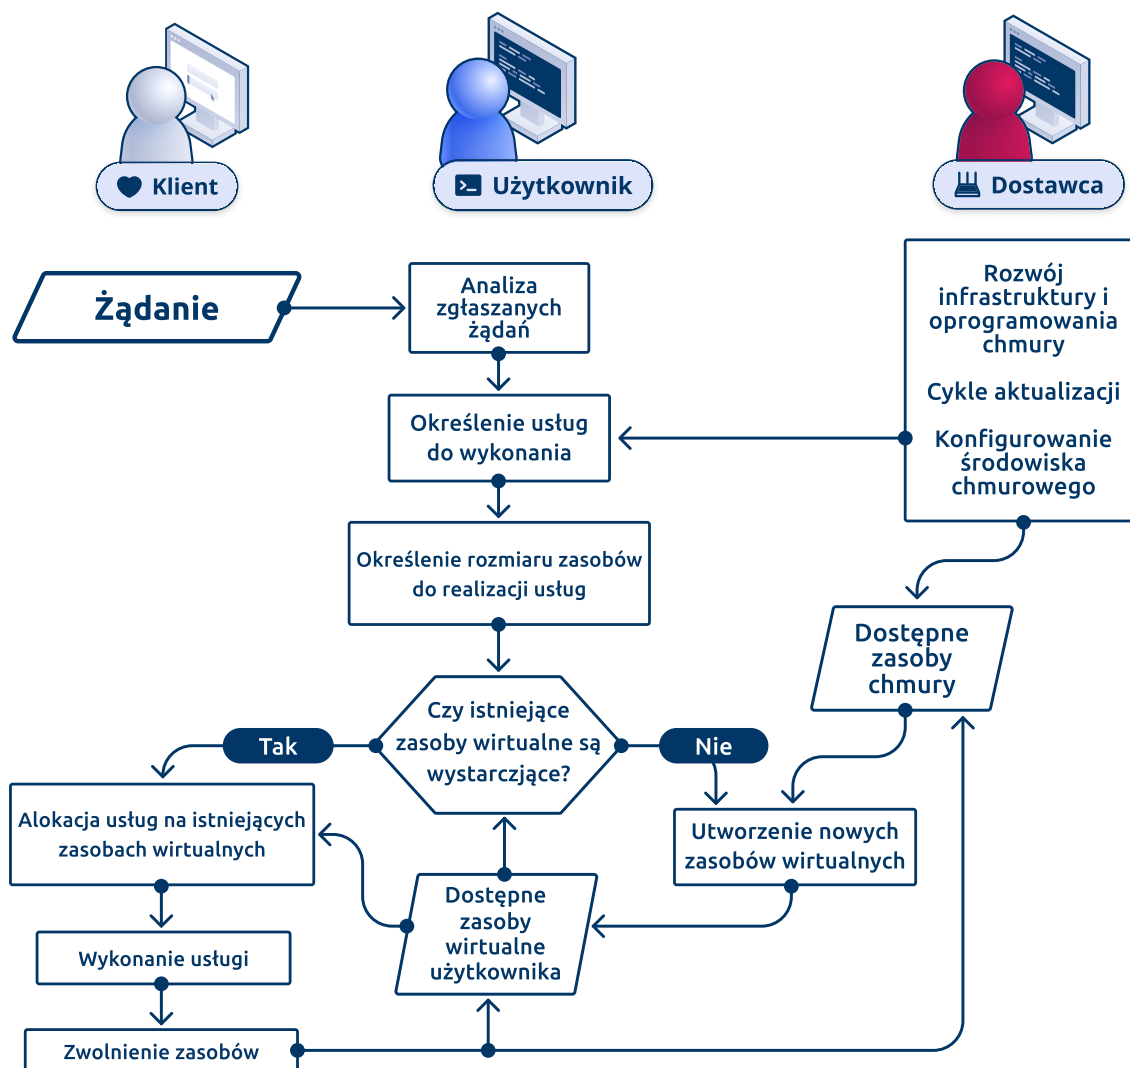 Klient
Użytkownik
Dostawca
Żądanie
Analiza
zgłaszanych
żądań
Rozwój
infrastruktury i
oprogramowania
chmury
Cykle aktualizacji
Konfigurowanie
środowiska
chmurowego
Określenie usług
do wykonania
Określenie rozmiaru zasobów
do realizacji usług
Dostępne
zasoby
chmury
Czy istniejące
zasoby wirtualne są
wystarczjące?
Tak
Nie
Alokacja usług na istniejących
zasobach wirtualnych
Utworzenie nowych
zasobów wirtualnych
Dostępne
zasoby
wirtualne
użytkownika
Wykonanie usługi
Zwolnienie zasobów